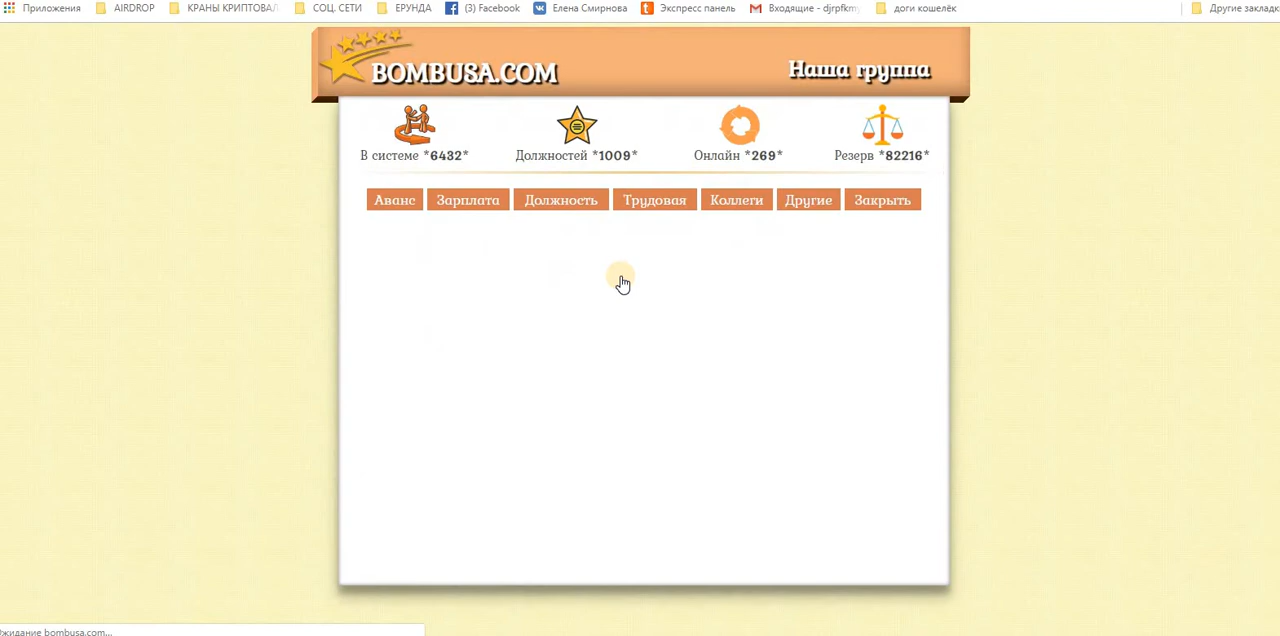 Приложения AIRDROP КРАНЫ КРИПТОВАЛ СОЦ. СЕТИ ЕРУНДА (3) Facebook Елена Смирнова Экспресс панель Входящие - djrpfkm доги кошелёк Другие заклад
BOMBUSA.COM Наша группа
В системе *6432* Должностей *1009* Онлайн *269* Резерв *82216*
Аванс Зарплата Должность Трудовая Коллеги Другие Закрыть
жидание bombusa.com...